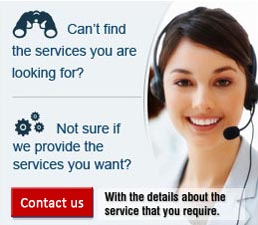 Can't find
the services you are
looking for?
Not sure if
we provide the
services you want?
Contact us
With the details about the
service that you require.